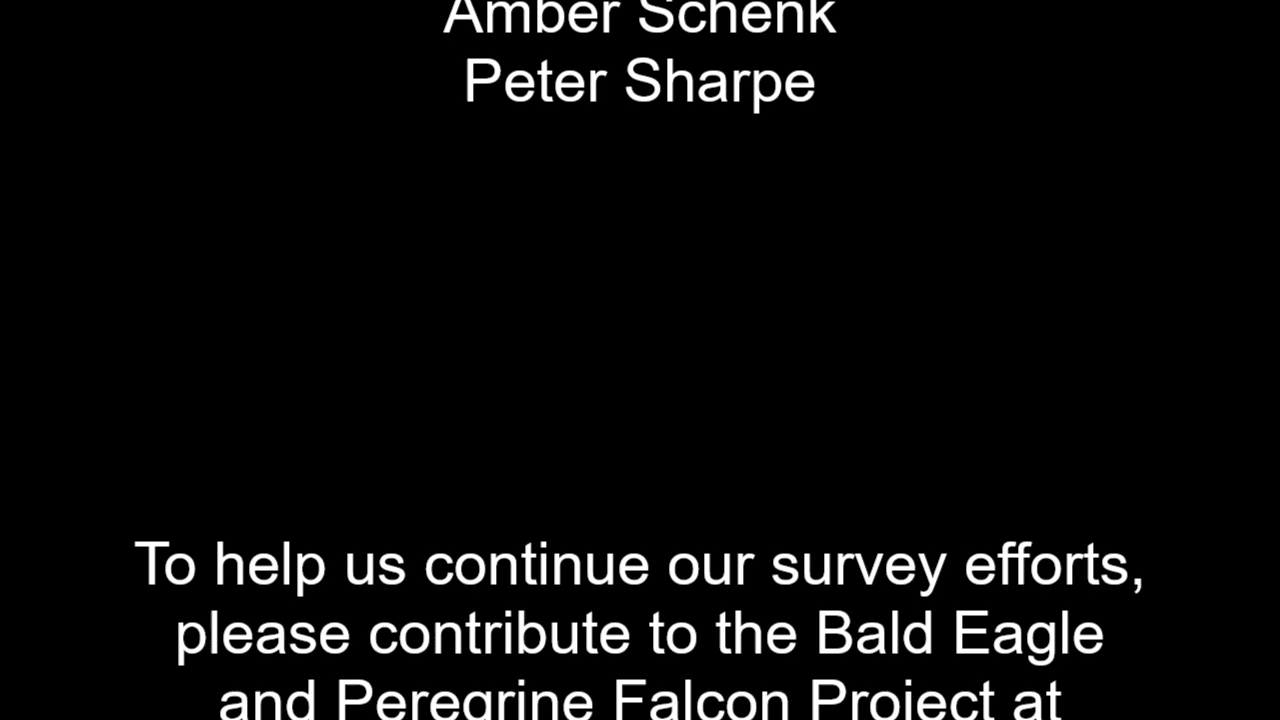 Amber Schenk
Peter Sharpe
To help us continue our survey efforts,
please contribute to the Bald Eagle
and Peregrine Falcon Project at